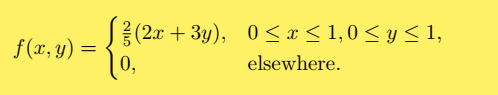 f(x, y) = { 2/5(2x + 3y), 0 ≤ x ≤ 1, 0 ≤ y ≤ 1,
0, elsewhere.